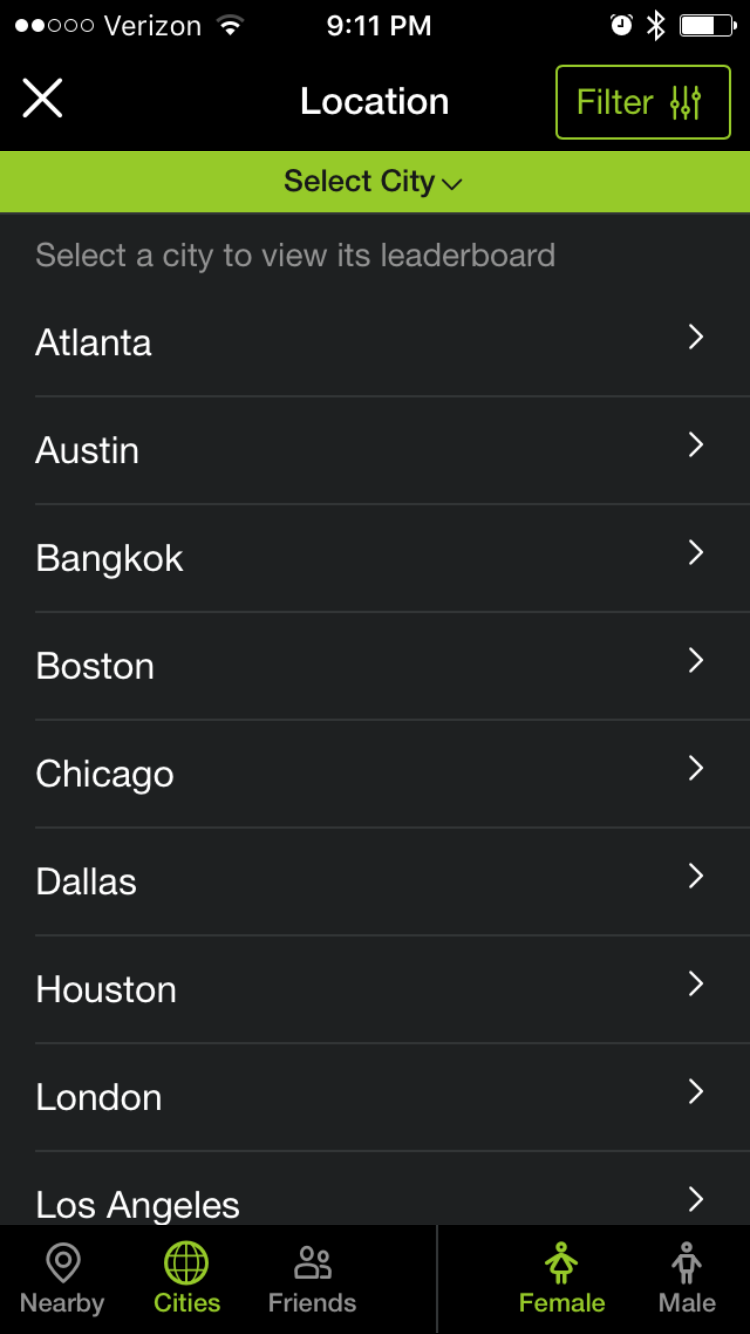 Verizon 9:11 PM
Location Filter
Select City
Select a city to view its leaderboard
Atlanta
Austin
Bangkok
Boston
Chicago
Dallas
Houston
London
Los Angeles
Nearby Cities Friends Female Male